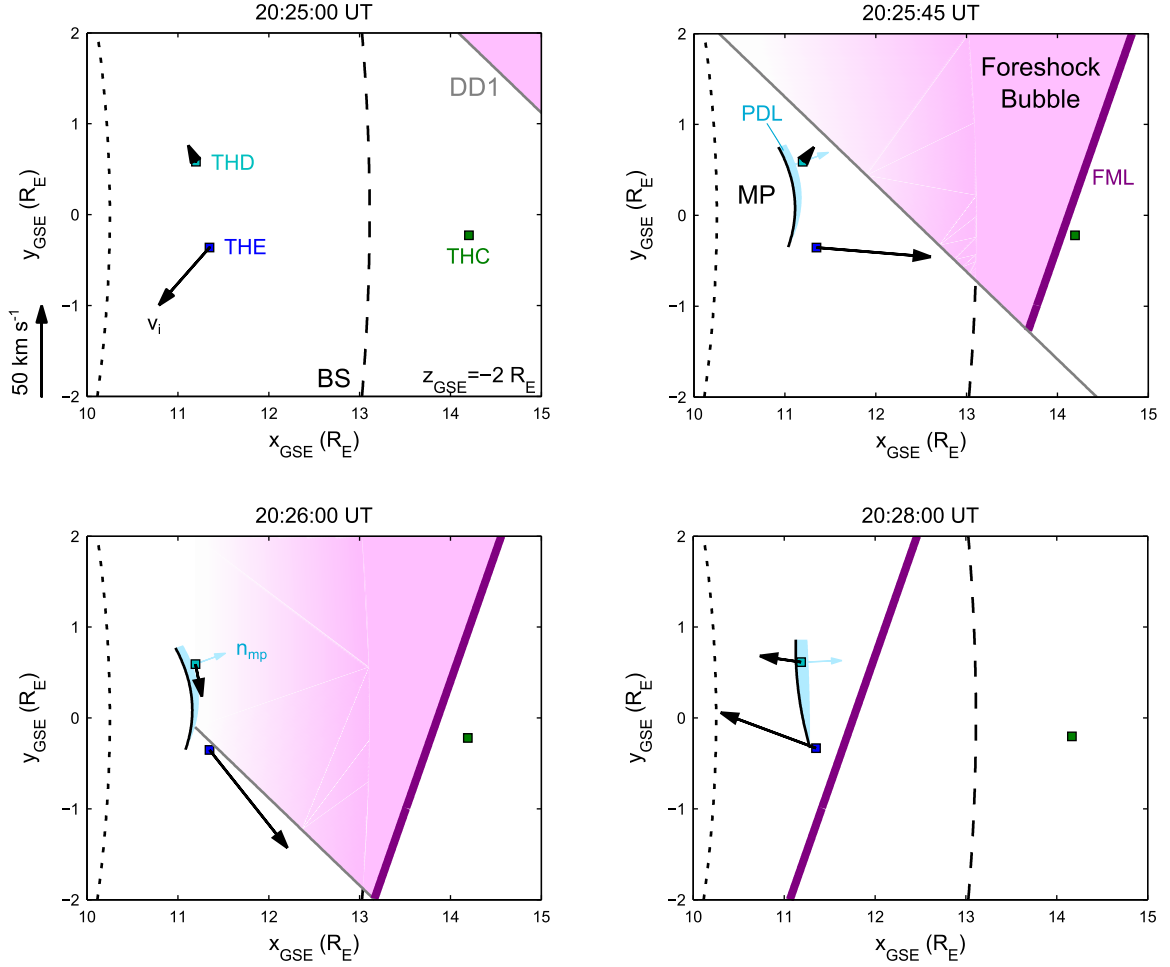 20:25:00 UT
2
1
0
−1
−2
y_GSE (R_E)
50 km s⁻¹
DD1
THD
THE
THC
v_i
BS
z_GSE=−2 R_E
10 11 12 13 14 15
x_GSE (R_E)
20:25:45 UT
2
1
0
−1
−2
y_GSE (R_E)
Foreshock
Bubble
PDL
MP
FML
10 11 12 13 14 15
x_GSE (R_E)
20:26:00 UT
2
1
0
−1
−2
y_GSE (R_E)
n_mp
10 11 12 13 14 15
x_GSE (R_E)
20:28:00 UT
2
1
0
−1
−2
y_GSE (R_E)
10 11 12 13 14 15
x_GSE (R_E)